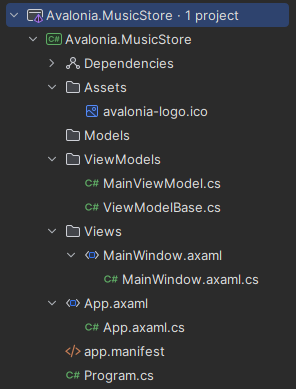 Avalonia.MusicStore · 1 project
C# Avalonia.MusicStore
Dependencies
Assets
avalonia-logo.ico
Models
ViewModels
C# MainViewModel.cs
C# ViewModelBase.cs
Views
MainWindow.axaml
C# MainWindow.axaml.cs
App.axaml
C# App.axaml.cs
app.manifest
C# Program.cs